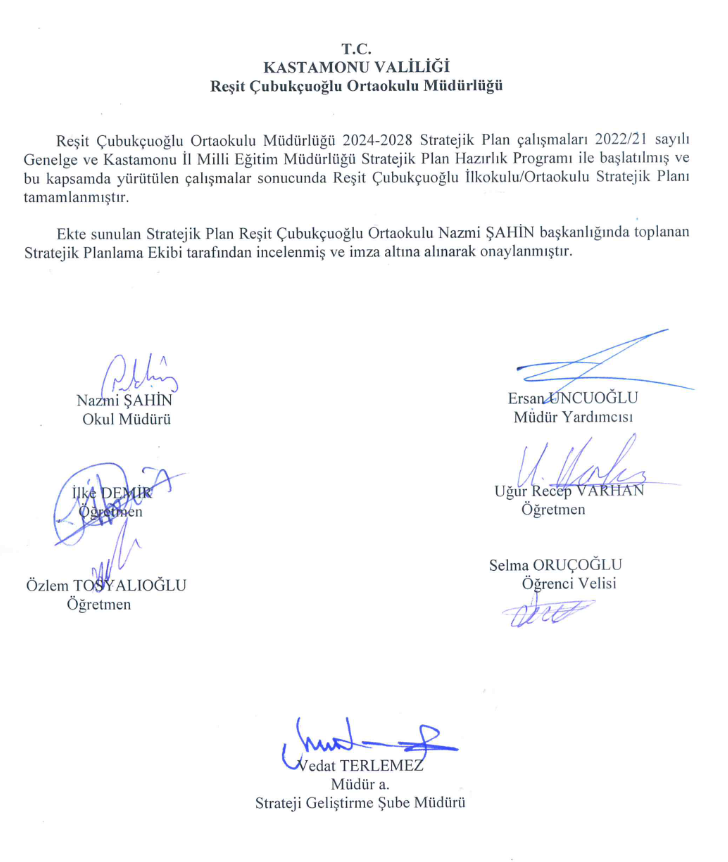 T.C.
KASTAMONU VALİLİĞİ
Reşit Çubukçuoğlu Ortaokulu Müdürlüğü
Reşit Çubukçuoğlu Ortaokulu Müdürlüğü 2024-2028 Stratejik Plan çalışmaları 2022/21 sayılı
Genelge ve Kastamonu İl Milli Eğitim Müdürlüğü Stratejik Plan Hazırlık Programı ile başlatılmış ve
bu kapsamda yürütülen çalışmalar sonucunda Reşit Çubukçuoğlu İlkokulu/Ortaokulu Stratejik Planı
tamamlanmıştır.
Ekte sunulan Stratejik Plan Reşit Çubukçuoğlu Ortaokulu Nazmi ŞAHİN başkanlığında toplanan
Stratejik Planlama Ekibi tarafından incelenmiş ve imza altına alınarak onaylanmıştır.
Nazmi ŞAHİN
Okul Müdürü
Ersan UNCUOĞLU
Müdür Yardımcısı
İlke DEMİR
Öğretmen
Uğur Recep VARHAN
Öğretmen
Özlem TOSYALIOĞLU
Öğretmen
Selma ORUÇOĞLU
Öğrenci Velisi
Vedat TERLEMEZ
Müdür a.
Strateji Geliştirme Şube Müdürü